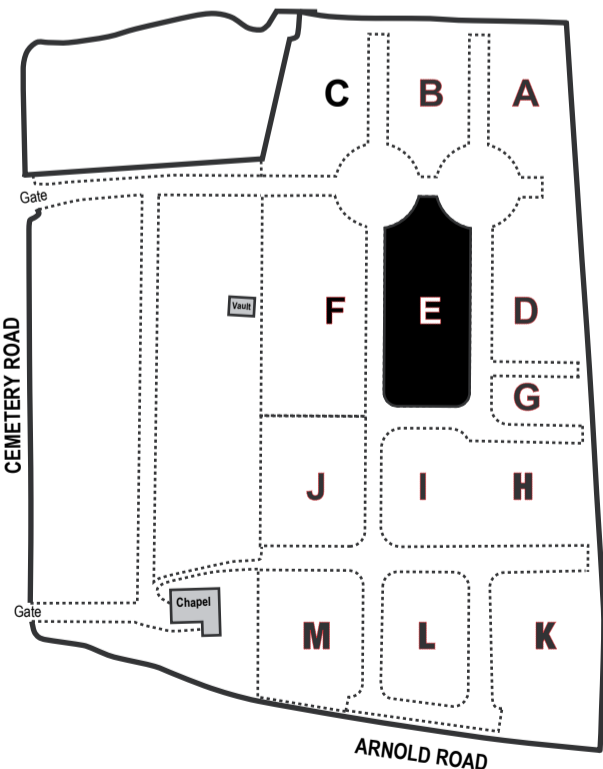 C B A
Gate
Vault
F E D
G
CEMETERY ROAD
J I H
Chapel
Gate
M L K
ARNOLD ROAD